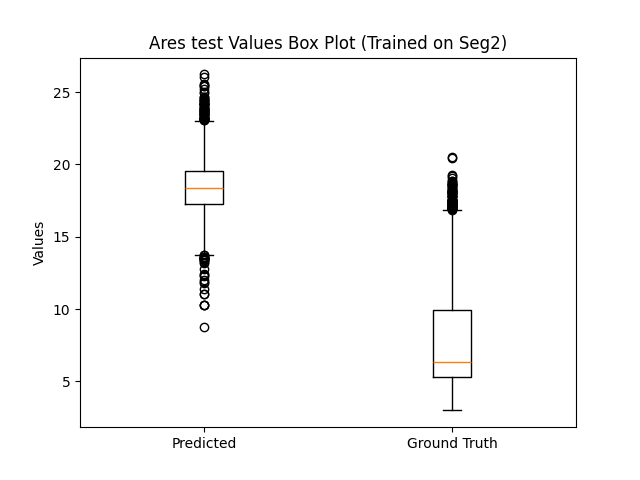 Ares test Values Box Plot (Trained on Seg2)
25
20
15
10
5
Values
Predicted
Ground Truth